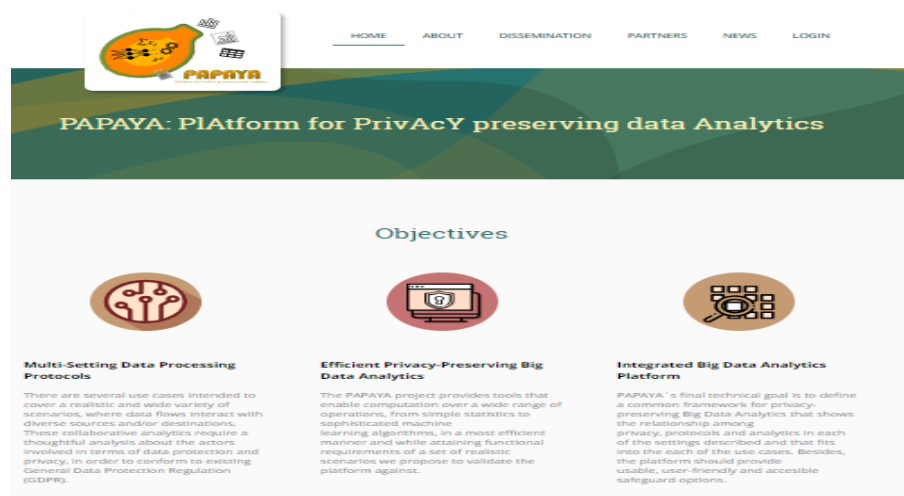 HOME ABOUT DISSEMINATION PARTNERS NEWS LOGIN
PAPAYA
PAPAYA: PlAtform for PrivAcY preserving data Analytics
Objectives
Multi-Setting Data Processing
Protocols
There are several use cases intended to
cover a realistic and wide variety of
scenarios, where data flows interact with
diverse sources and/or destinations.
These collaborative analytics require a
thoughtful analysis about the actors
involved in terms of data protection and
privacy, in order to conform to existing
General Data Protection Regulation
(GDPR).
Efficient Privacy-Preserving Big
Data Analytics
The PAPAYA project provides tools that
enable computation over a wide range of
operations, from simple statistics to
sophisticated machine
learning algorithms, in a most efficient
manner and while attaining functional
requirements of a set of realistic
scenarios we propose to validate the
platform against.
Integrated Big Data Analytics
Platform
PAPAYA´s final technical goal is to define
a common framework for privacy-
preserving Big Data Analytics that shows
the relationship among
privacy, protocols and analytics in each
of the settings described and that fits
into the each of the use cases. Besides,
the platform should provide
usable, user-friendly and accesible
safeguard options.